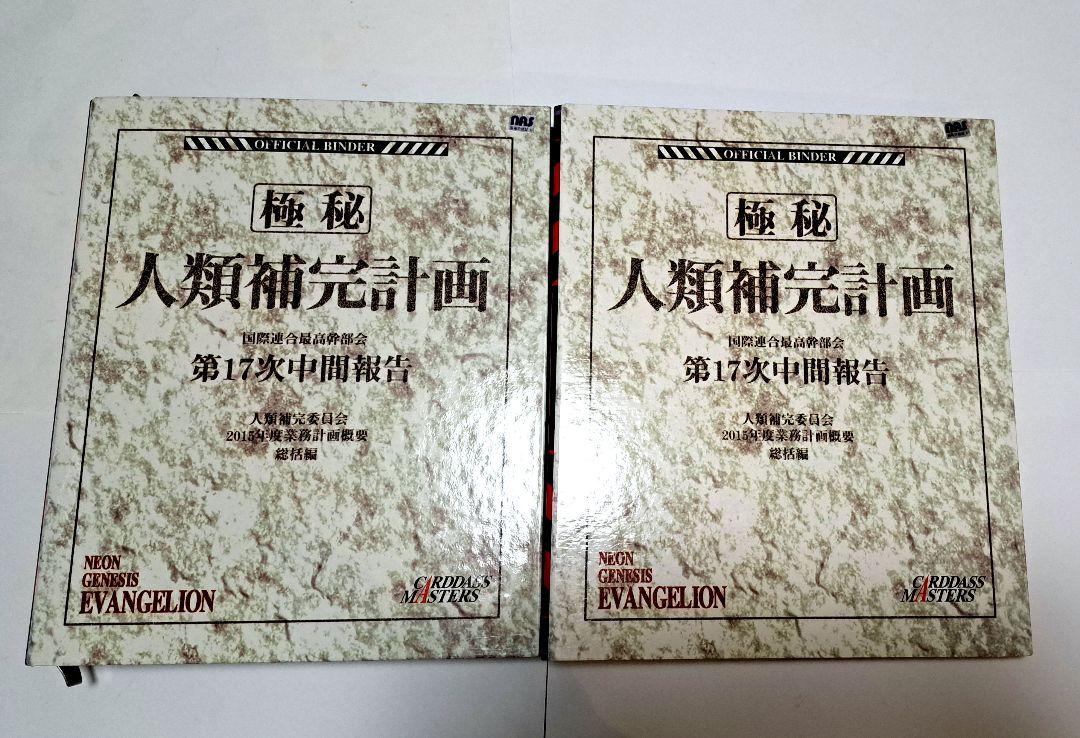 NAS
OFFICIAL BINDER
極秘
人類補完計画
国際連合最高幹部会
第17次中間報告
人類補完委員会
2015年度業務計画概要
総括編
NEON
GENESIS
EVANGELION
CARDDASS
MASTERS
NAS
OFFICIAL BINDER
極秘
人類補完計画
国際連合最高幹部会
第17次中間報告
人類補完委員会
2015年度業務計画概要
総括編
NEON
GENESIS
EVANGELION
CARDDASS
MASTERS